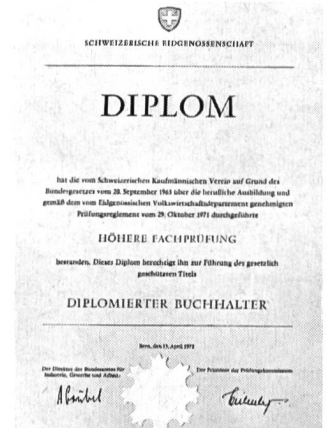 SCHWEIZERISCHE EIDGENOSSENSCHAFT
DIPLOM
hat die vom Schweizerischen Kaufmännischen Verein auf Grund des
Bundesgesetzes vom 20. September 1963 über die berufliche Ausbildung und
gemäß dem vom Eidgenössischen Volkswirtschaftsdepartement genehmigten
Prüfungsreglement vom 29. Oktober 1971 durchgeführte
HÖHERE FACHPRÜFUNG
bestanden. Dieses Diplom berechtigt ihn zur Führung des gesetzlich
geschützten Titels
DIPLOMIERTER BUCHHALTER
Bern, den 15. April 1972
Der Direktor des Bundesamtes für
Industrie, Gewerbe und Arbeit:
Der Präsident der Prüfungskommission